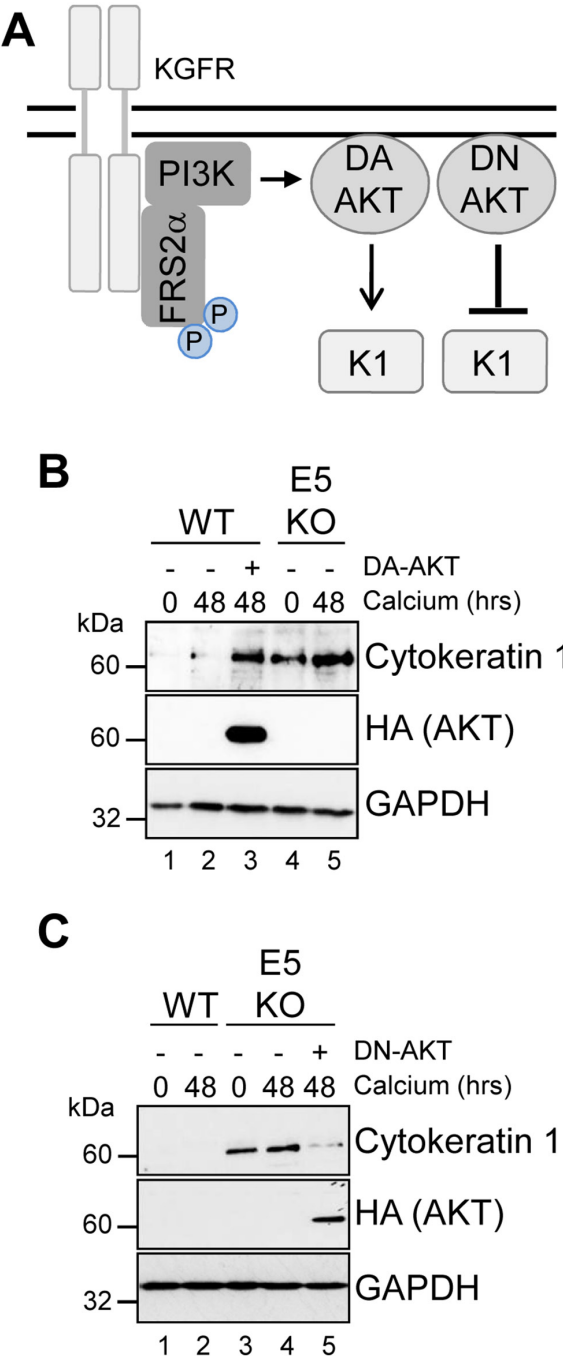 A
KGFR
PI3K
FRS2α
P
P
DA
AKT
DN
AKT
K1
K1
B
WT
E5
KO
- - + - - DA-AKT
0 48 48 0 48 Calcium (hrs)
kDa
60 Cytokeratin 1
60 HA (AKT)
32 GAPDH
1 2 3 4 5
C
WT
E5
KO
- - - - + DN-AKT
0 48 0 48 48 Calcium (hrs)
kDa
60 Cytokeratin 1
60 HA (AKT)
32 GAPDH
1 2 3 4 5